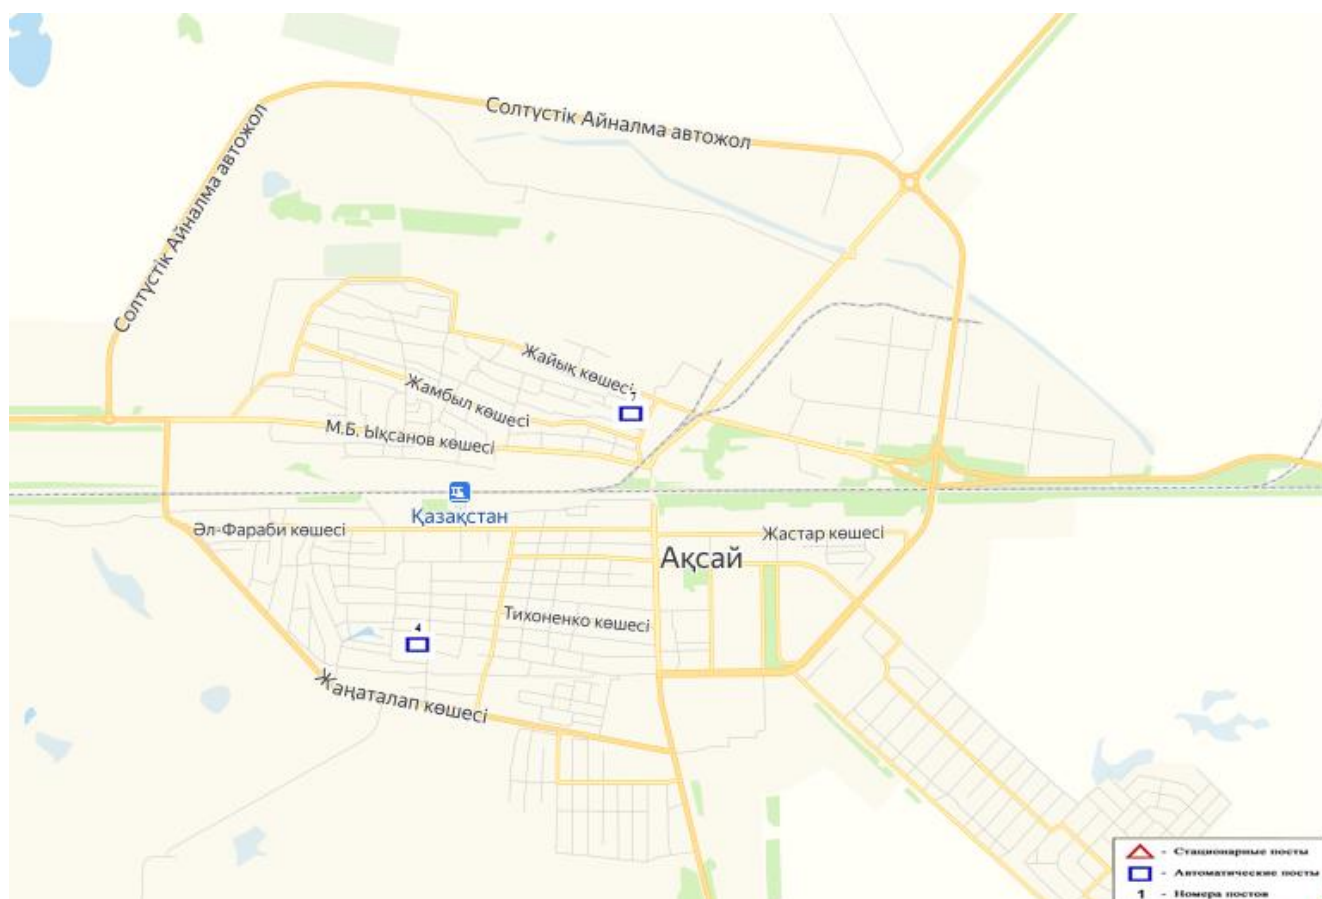 Солтүстік Айналма автожол
Солтүстік Айналма автожол
Жайық көшесі
7
Жамбыл көшесі
М.Б. Ықсанов көшесі
Қазақстан
Әл-Фараби көшесі
Жастар көшесі
Ақсай
Тихоненко көшесі
4
Жаңаталап көшесі
- Стационарные посты
- Автоматические посты
1 - Номера постов